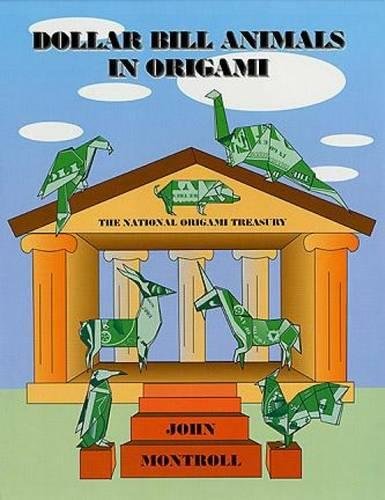 DOLLAR BILL ANIMALS
IN ORIGAMI
THE NATIONAL ORIGAMI TREASURY
JOHN
MONTROLL